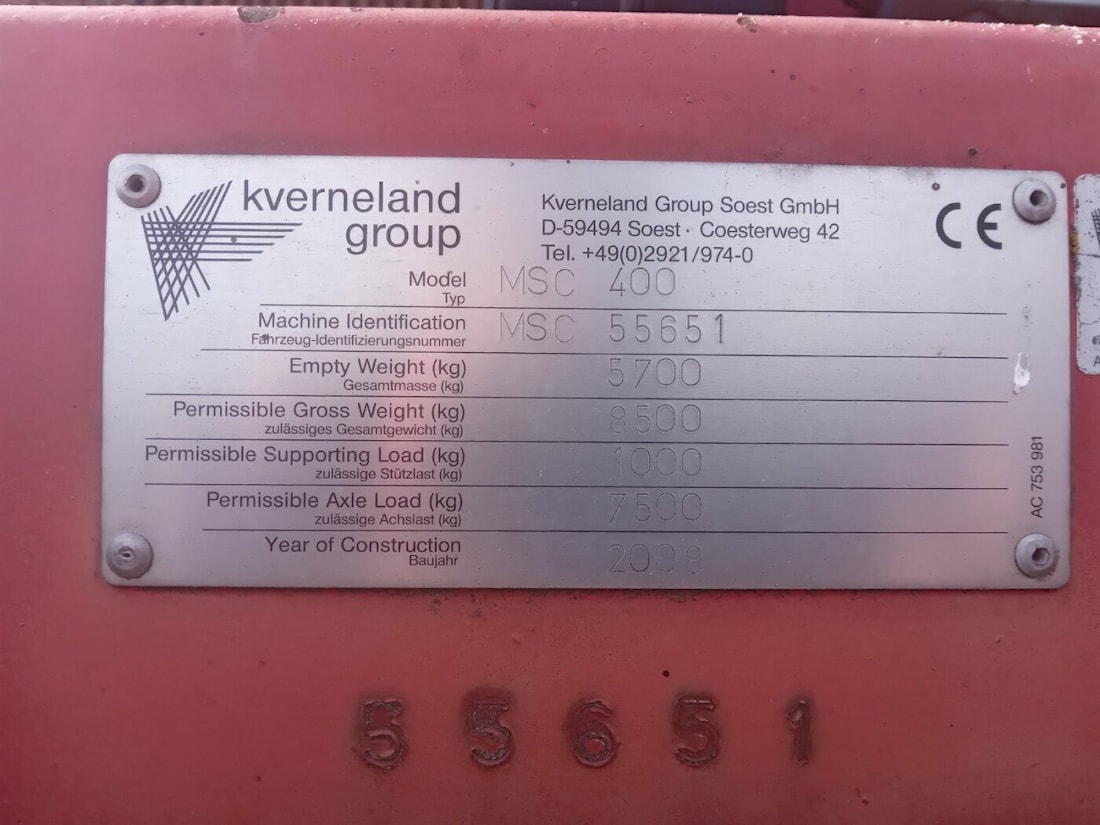 kverneland
group
Kverneland Group Soest GmbH
D-59494 Soest · Coesterweg 42
Tel. +49(0)2921/974-0
CE
Model MSC 400
Typ
Machine Identification MSC 55651
Fahrzeug-Identifizierungsnummer
Empty Weight (kg) 5700
Gesamtmasse (kg)
Permissible Gross Weight (kg) 8500
zulässiges Gesamtgewicht (kg)
Permissible Supporting Load (kg) 1000
zulässige Stützlast (kg)
Permissible Axle Load (kg) 7500
zulässige Achslast (kg)
Year of Construction 2008
Baujahr
AC 753 981
55651